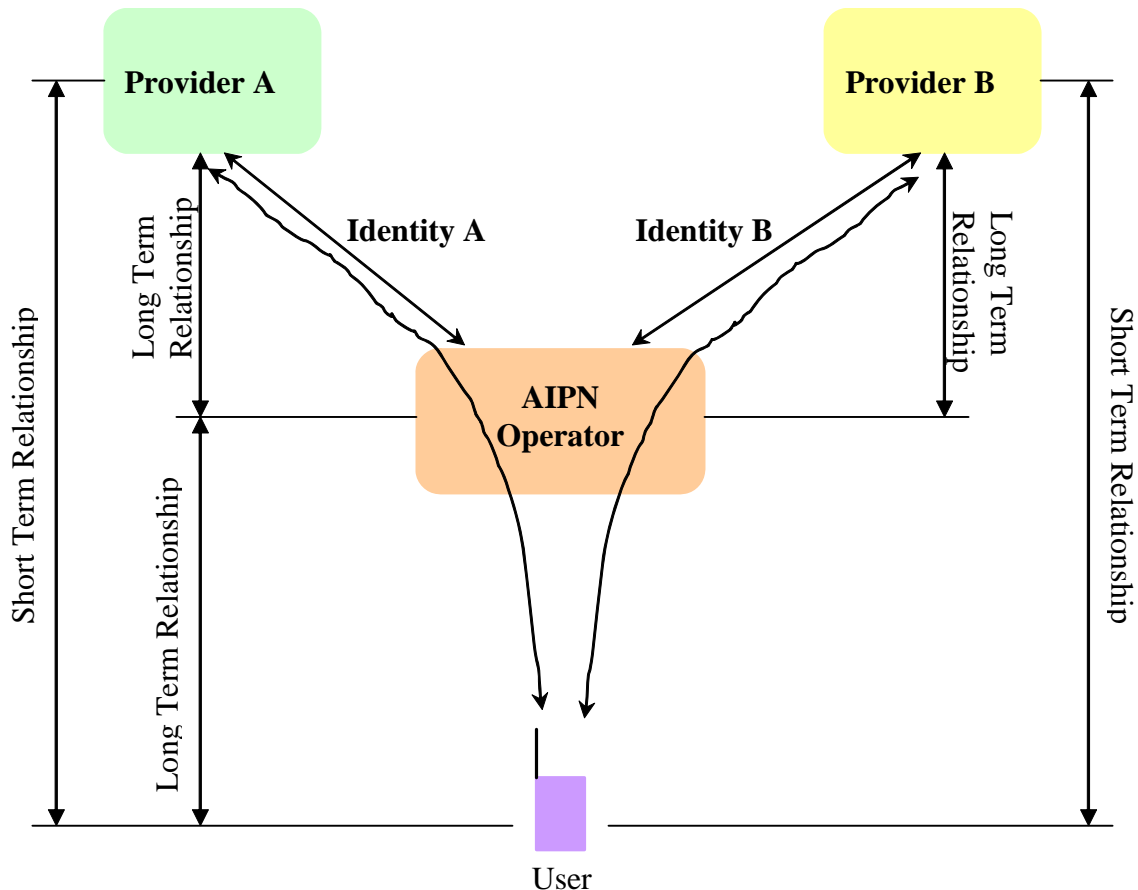 Provider A
Provider B
Identity A
Identity B
Long Term
Relationship
Long Term
Relationship
AIPN
Operator
Short Term Relationship
Long Term Relationship
Short Term Relationship
User